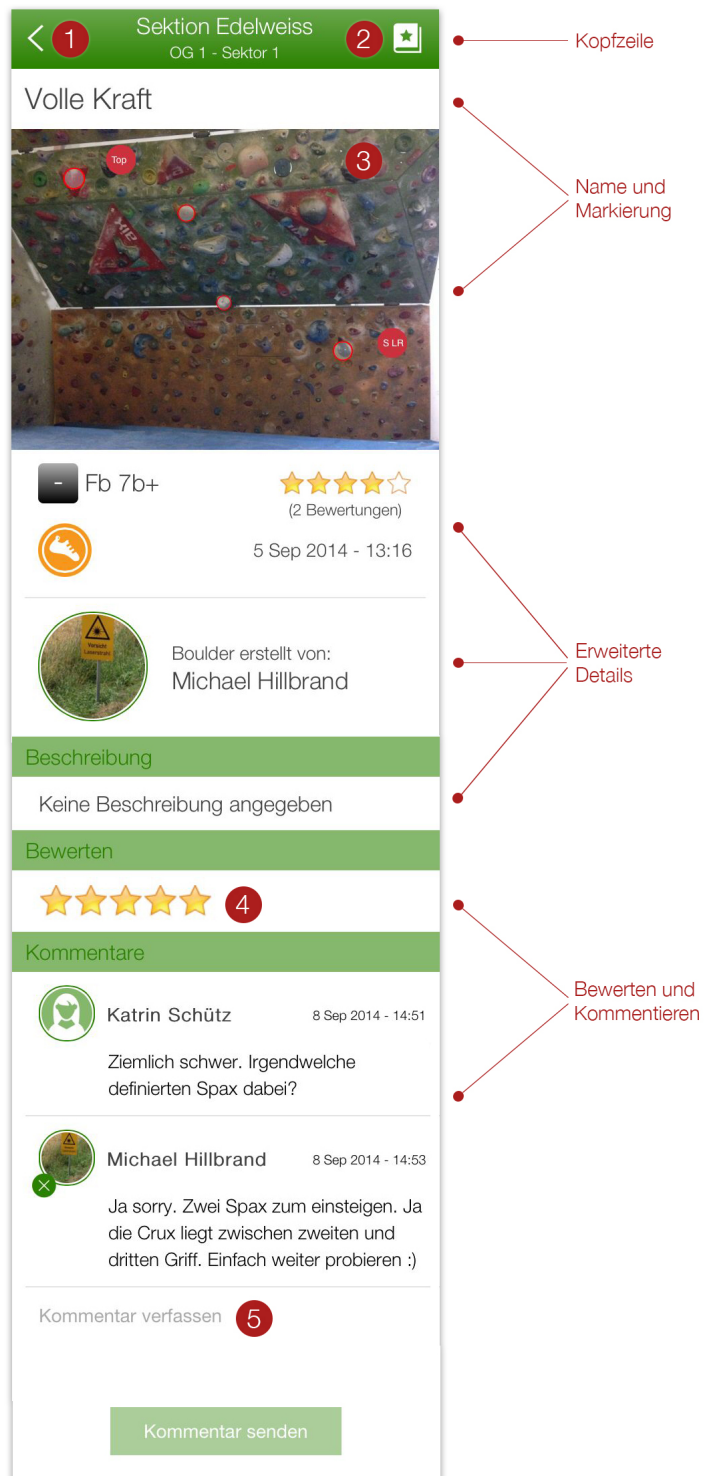 1
Sektion Edelweiss
OG 1 - Sektor 1
2
Kopfzeile
Volle Kraft
Top
3
Name und
Markierung
S LR
- Fb 7b+
(2 Bewertungen)
5 Sep 2014 - 13:16
Vorsicht
Laserstrahl
Boulder erstellt von:
Michael Hillbrand
Erweiterte
Details
Beschreibung
Keine Beschreibung angegeben
Bewerten
4
Kommentare
Bewerten und
Kommentieren
Katrin Schütz
8 Sep 2014 - 14:51
Ziemlich schwer. Irgendwelche
definierten Spax dabei?
Michael Hillbrand
8 Sep 2014 - 14:53
Ja sorry. Zwei Spax zum einsteigen. Ja
die Crux liegt zwischen zweiten und
dritten Griff. Einfach weiter probieren :)
Kommentar verfassen
5
Kommentar senden